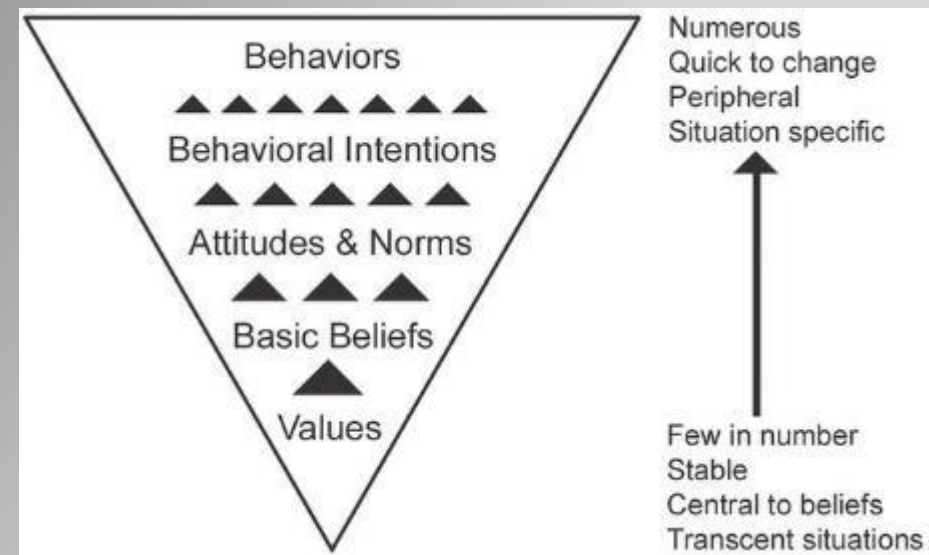 Behaviors
Behavioral Intentions
Attitudes & Norms
Basic Beliefs
Values
Numerous
Quick to change
Peripheral
Situation specific
Few in number
Stable
Central to beliefs
Transcent situations